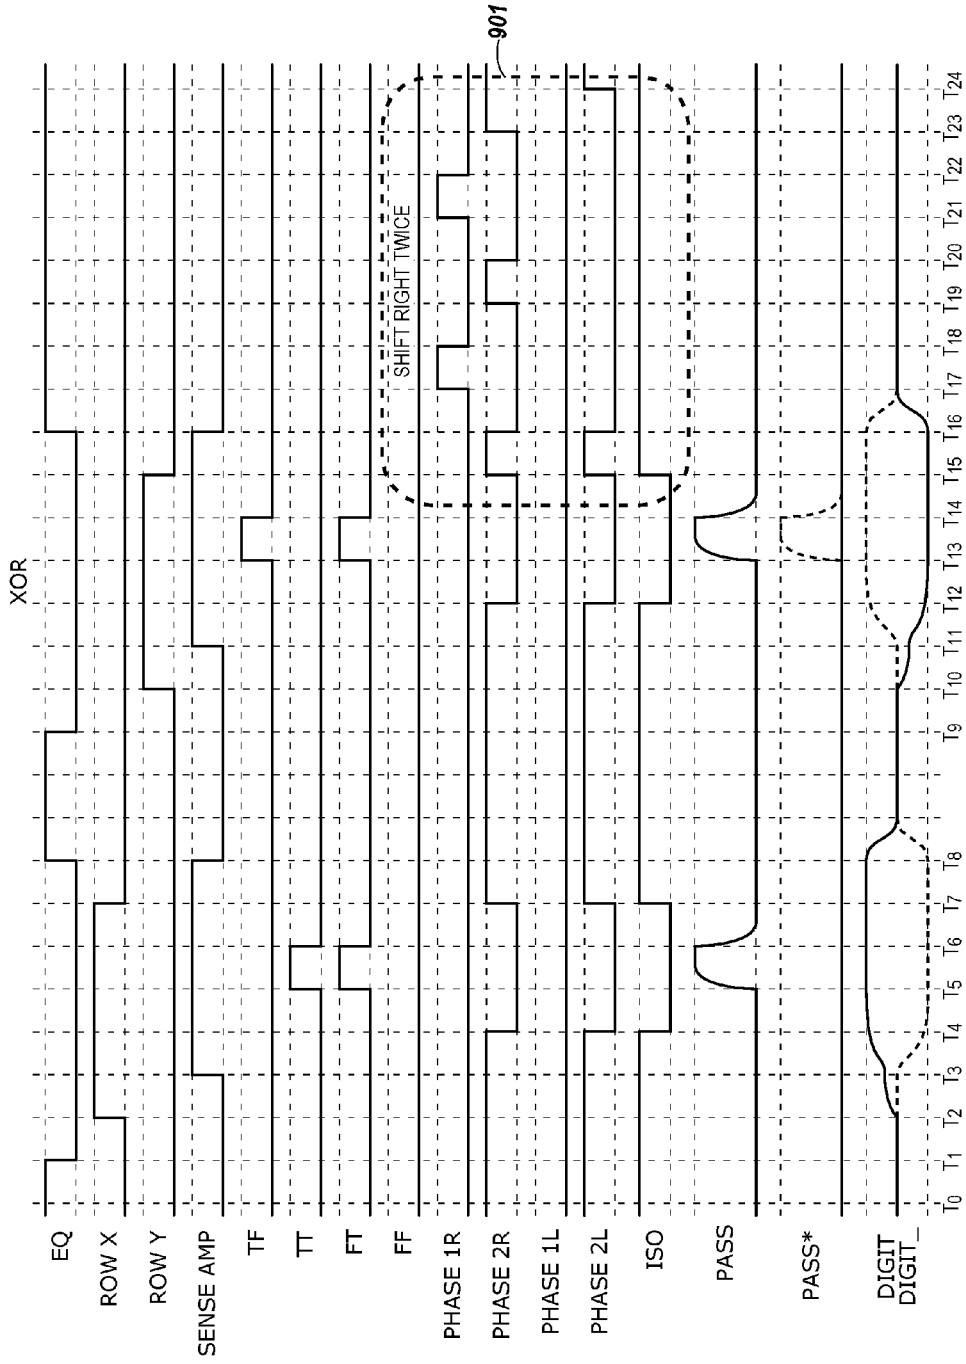 XOR
EQ
ROW X
ROW Y
SENSE AMP
TF
TT
FT
FF
PHASE 1R
PHASE 2R
PHASE 1L
PHASE 2L
ISO
PASS
PASS*
DIGIT
DIGIT_
SHIFT RIGHT TWICE
901
T0 T1 T2 T3 T4 T5 T6 T7 T8 T9 T10 T11 T12 T13 T14 T15 T16 T17 T18 T19 T20 T21 T22 T23 T24